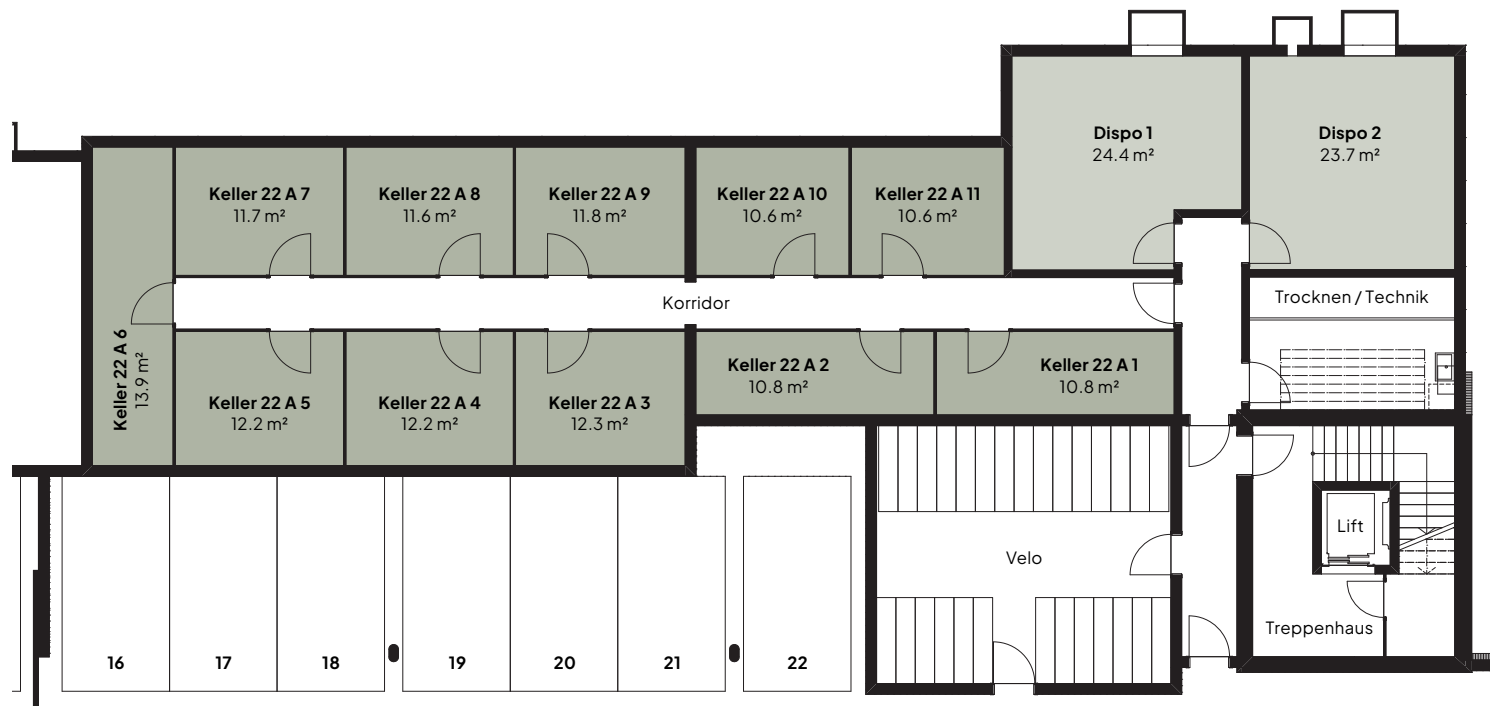 Dispo 1
24.4 m²
Dispo 2
23.7 m²
Keller 22 A 7
11.7 m²
Keller 22 A 8
11.6 m²
Keller 22 A 9
11.8 m²
Keller 22 A 10
10.6 m²
Keller 22 A 11
10.6 m²
Korridor
Trocknen / Technik
Keller 22 A 6
13.9 m²
Keller 22 A 5
12.2 m²
Keller 22 A 4
12.2 m²
Keller 22 A 3
12.3 m²
Keller 22 A 2
10.8 m²
Keller 22 A 1
10.8 m²
Lift
Velo
Treppenhaus
16
17
18
19
20
21
22